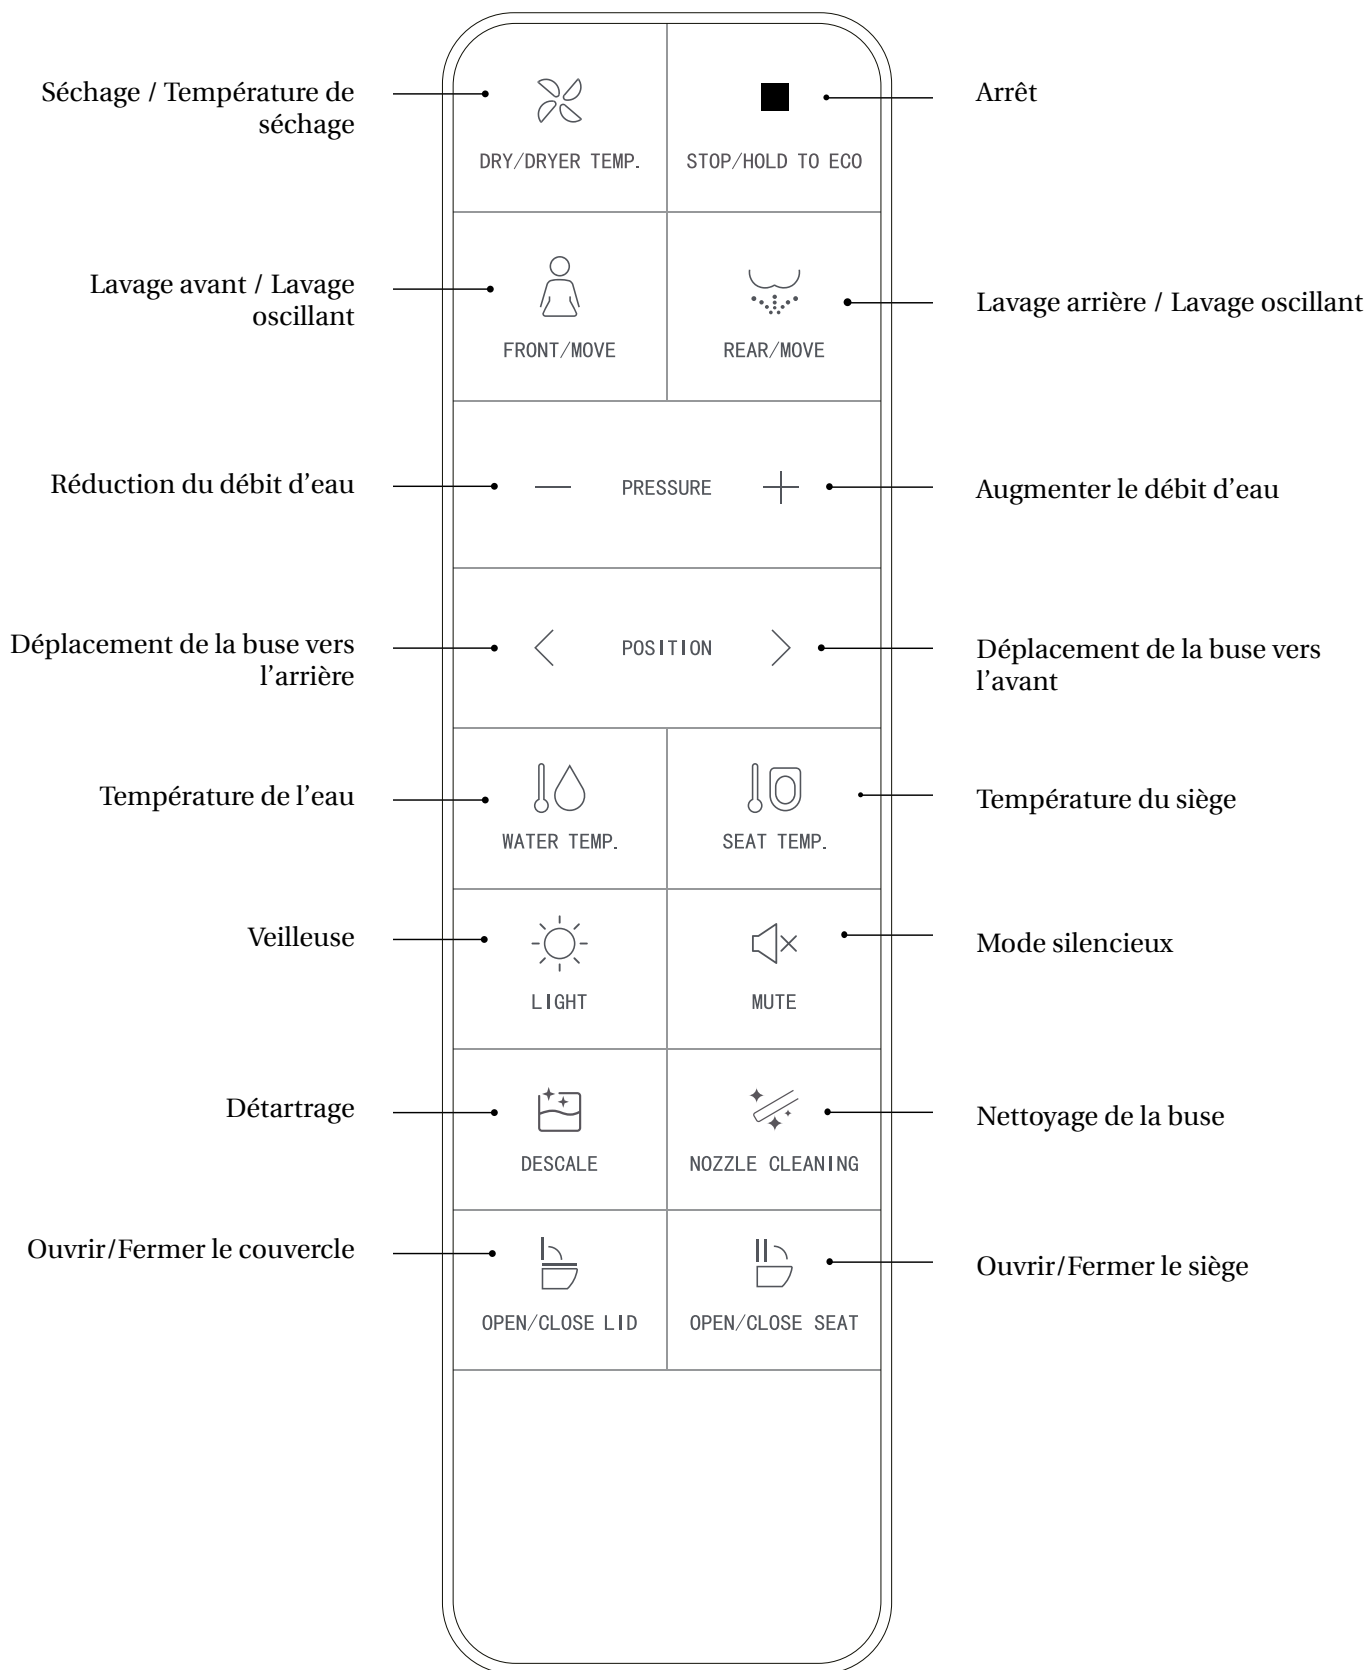 Séchage / Température de
séchage
DRY/DRYER TEMP.
STOP/HOLD TO ECO
Arrêt
Lavage avant / Lavage
oscillant
FRONT/MOVE
REAR/MOVE
Lavage arrière / Lavage oscillant
Réduction du débit d’eau
PRESSURE
Augmenter le débit d’eau
Déplacement de la buse vers
l’arrière
POSITION
Déplacement de la buse vers
l’avant
Température de l’eau
WATER TEMP.
SEAT TEMP.
Température du siège
Veilleuse
LIGHT
MUTE
Mode silencieux
Détartrage
DESCALE
NOZZLE CLEANING
Nettoyage de la buse
Ouvrir/Fermer le couvercle
OPEN/CLOSE LID
OPEN/CLOSE SEAT
Ouvrir/Fermer le siège